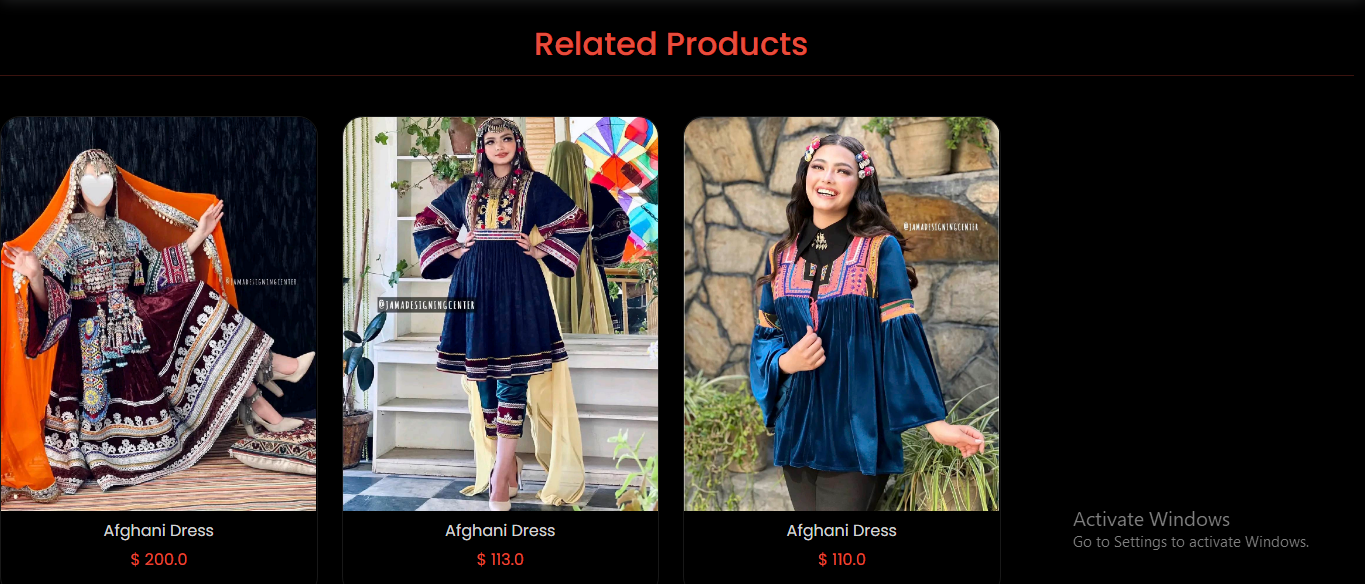 Related Products
@JAMADESIGNINGCENTER
@JAMADESIGNINGCENTER
@JAMADESIGNINGCENTER
Afghani Dress
$ 200.0
Afghani Dress
$ 113.0
Afghani Dress
$ 110.0
Activate Windows
Go to Settings to activate Windows.